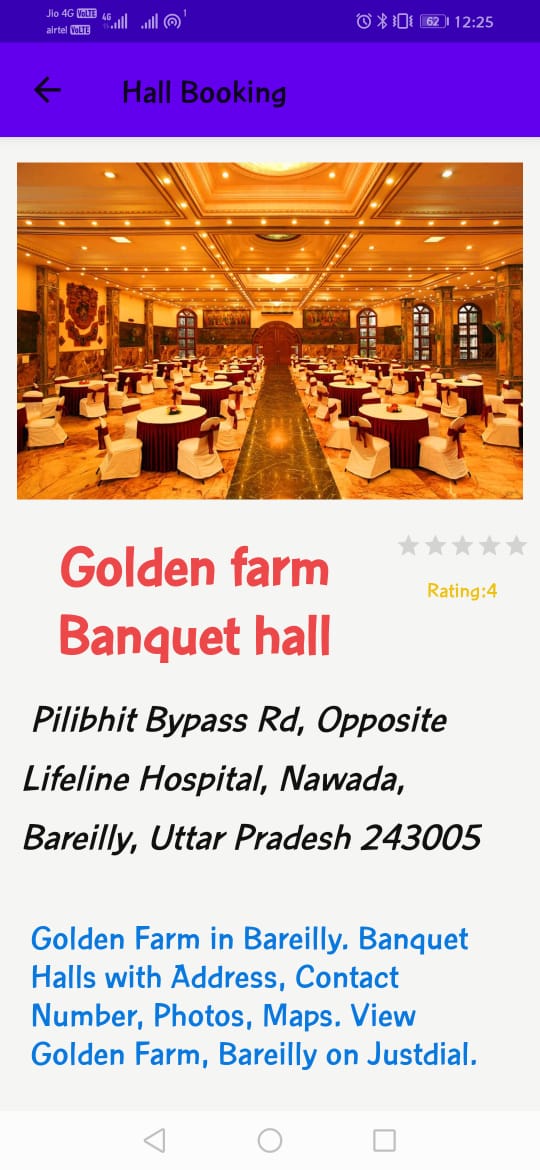 Jio 4G VoLTE 4G 1 62 12:25
airtel VoLTE
Hall Booking
Golden farm
Banquet hall
Rating:4
Pilibhit Bypass Rd, Opposite
Lifeline Hospital, Nawada,
Bareilly, Uttar Pradesh 243005
Golden Farm in Bareilly. Banquet
Halls with Address, Contact
Number, Photos, Maps. View
Golden Farm, Bareilly on Justdial.